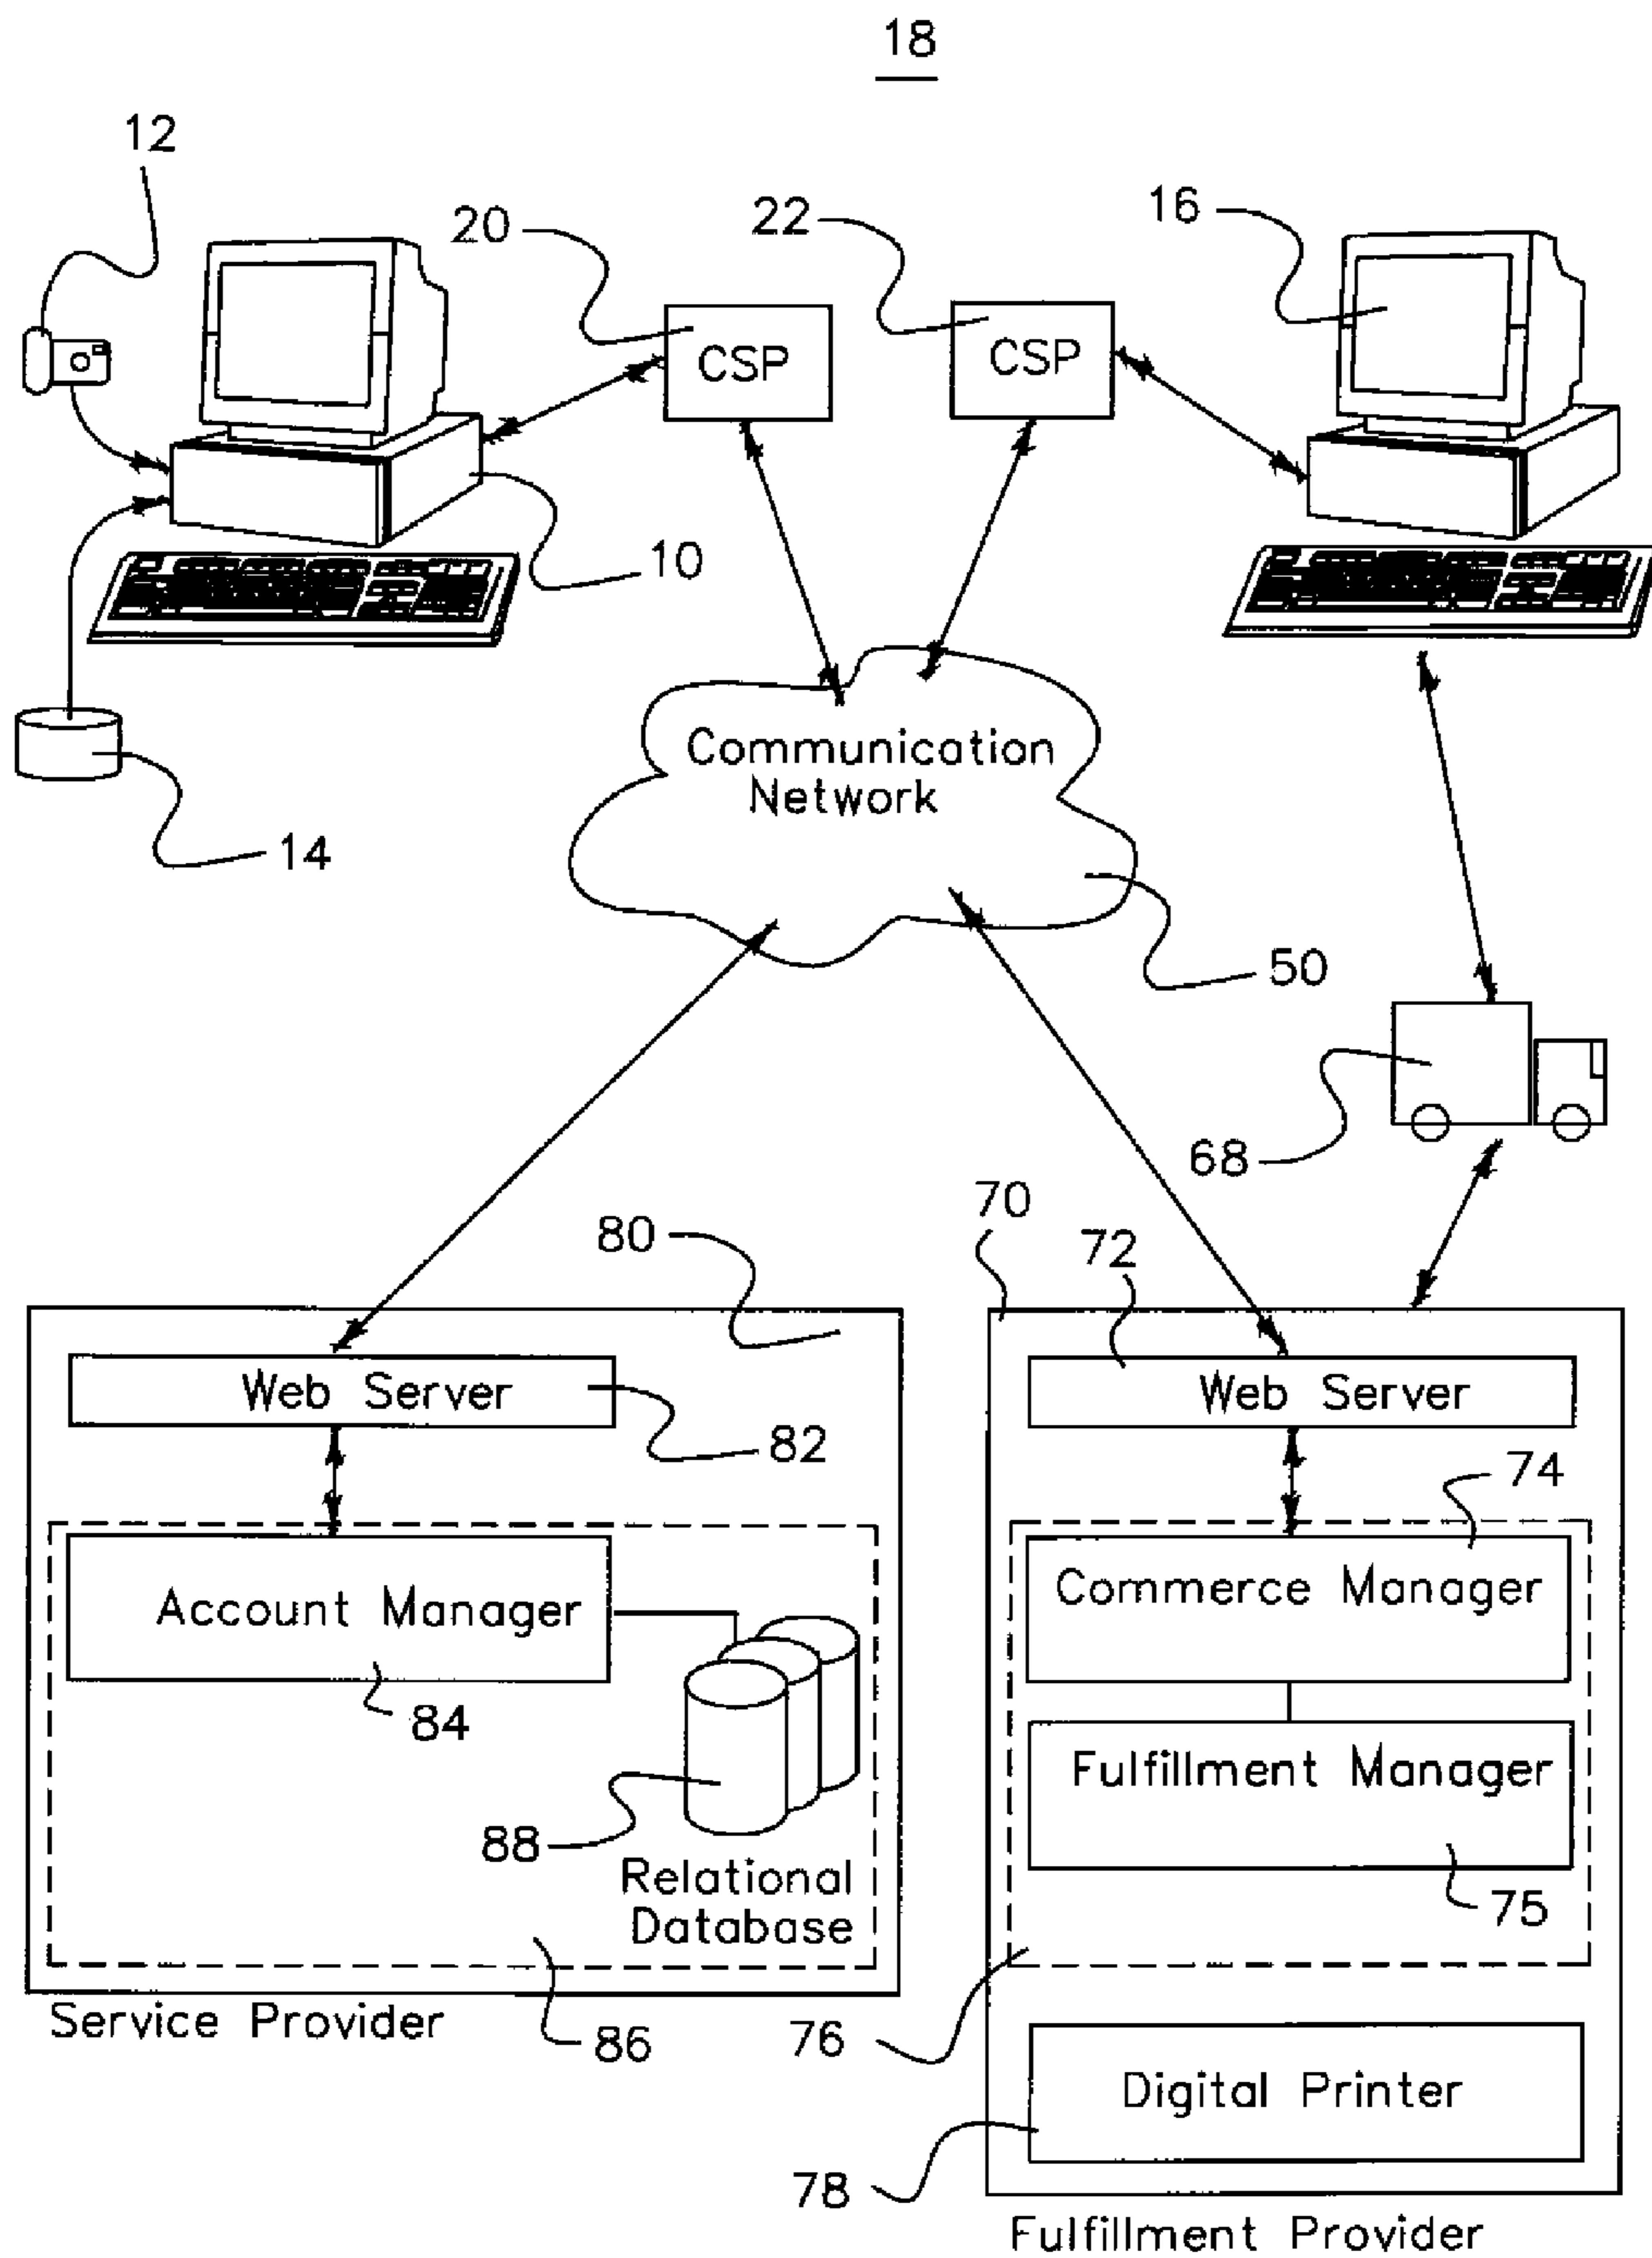 18
12
20
22
16
CSP
CSP
10
Communication
Network
14
50
68
70
80
72
Web Server
Web Server
82
74
Account Manager
Commerce Manager
84
Fulfillment Manager
88
Relational
Database
75
Service Provider
86
76
Digital Printer
78
Fulfillment Provider